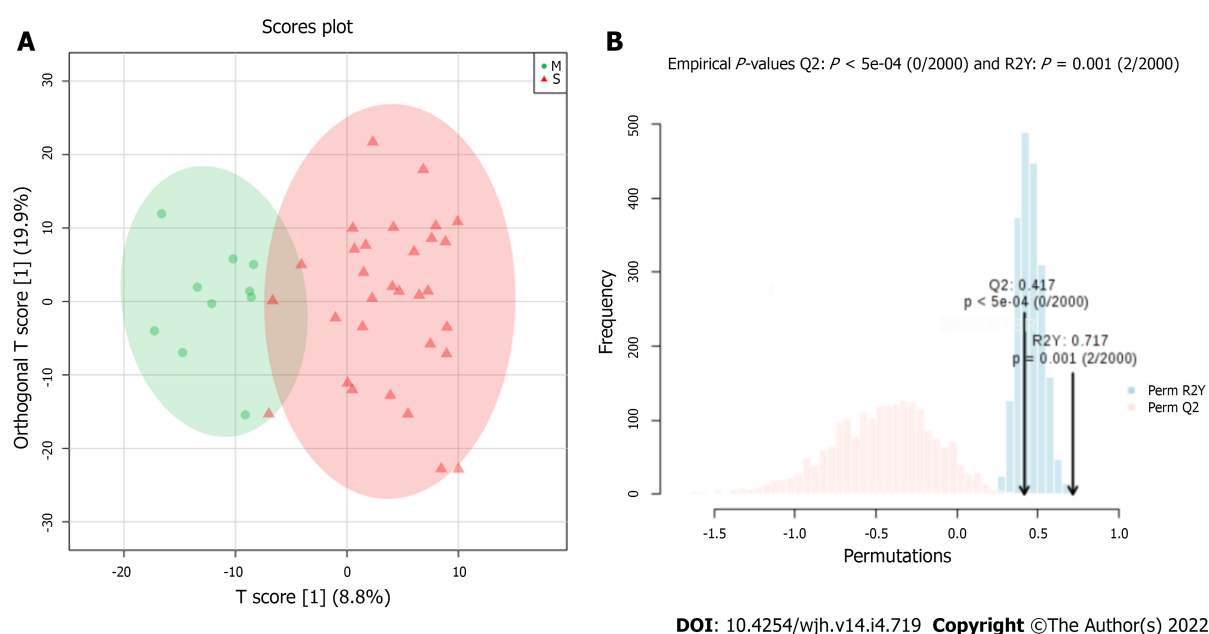 A
Scores plot
M
S
30
20
10
0
-10
-20
-30
Orthogonal T score [1] (19.9%)
-20
-10
0
10
T score [1] (8.8%)
B
Empirical P-values Q2: P < 5e-04 (0/2000) and R2Y: P = 0.001 (2/2000)
500
400
300
200
100
0
Frequency
Q2: 0.417
p < 5e-04 (0/2000)
R2Y: 0.717
p = 0.001 (2/2000)
Perm R2Y
Perm Q2
-1.5
-1.0
-0.5
0.0
0.5
1.0
Permutations
DOI: 10.4254/wjh.v14.i4.719 Copyright ©The Author(s) 2022